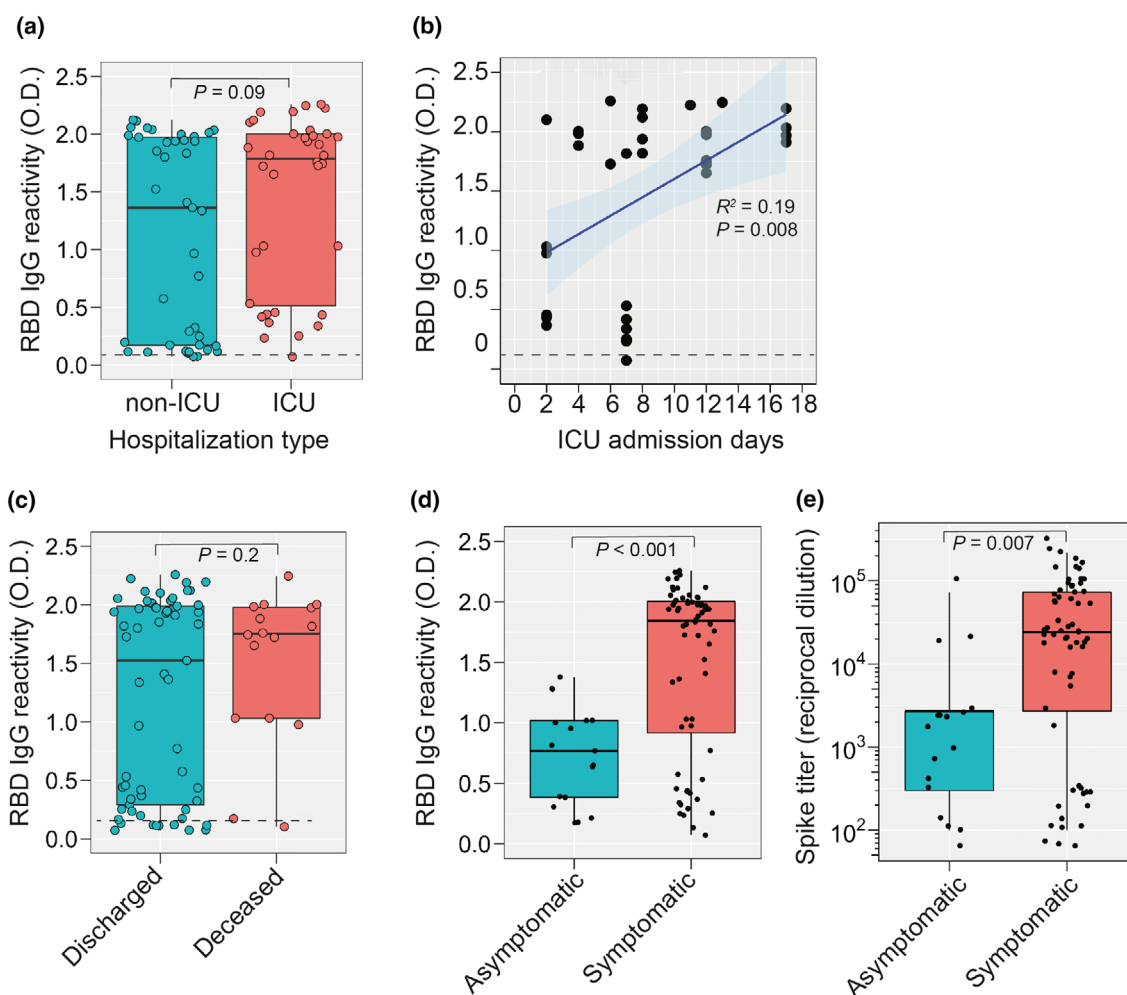 (a)
RBD IgG reactivity (O.D.)
2.5
2.0
1.5
1.0
0.5
0.0
P = 0.09
non-ICU ICU
Hospitalization type
(b)
RBD IgG reactivity (O.D.)
2.5
2.0
1.5
1.0
0.5
0
R² = 0.19
P = 0.008
0 2 4 6 8 10 12 14 16 18
ICU admission days
(c)
RBD IgG reactivity (O.D.)
2.5
2.0
1.5
1.0
0.5
0.0
P = 0.2
Discharged
Deceased
(d)
RBD IgG reactivity (O.D.)
2.5
2.0
1.5
1.0
0.5
0.0
P < 0.001
Asymptomatic
Symptomatic
(e)
Spike titer (reciprocal dilution)
10⁵
10⁴
10³
10²
P = 0.007
Asymptomatic
Symptomatic